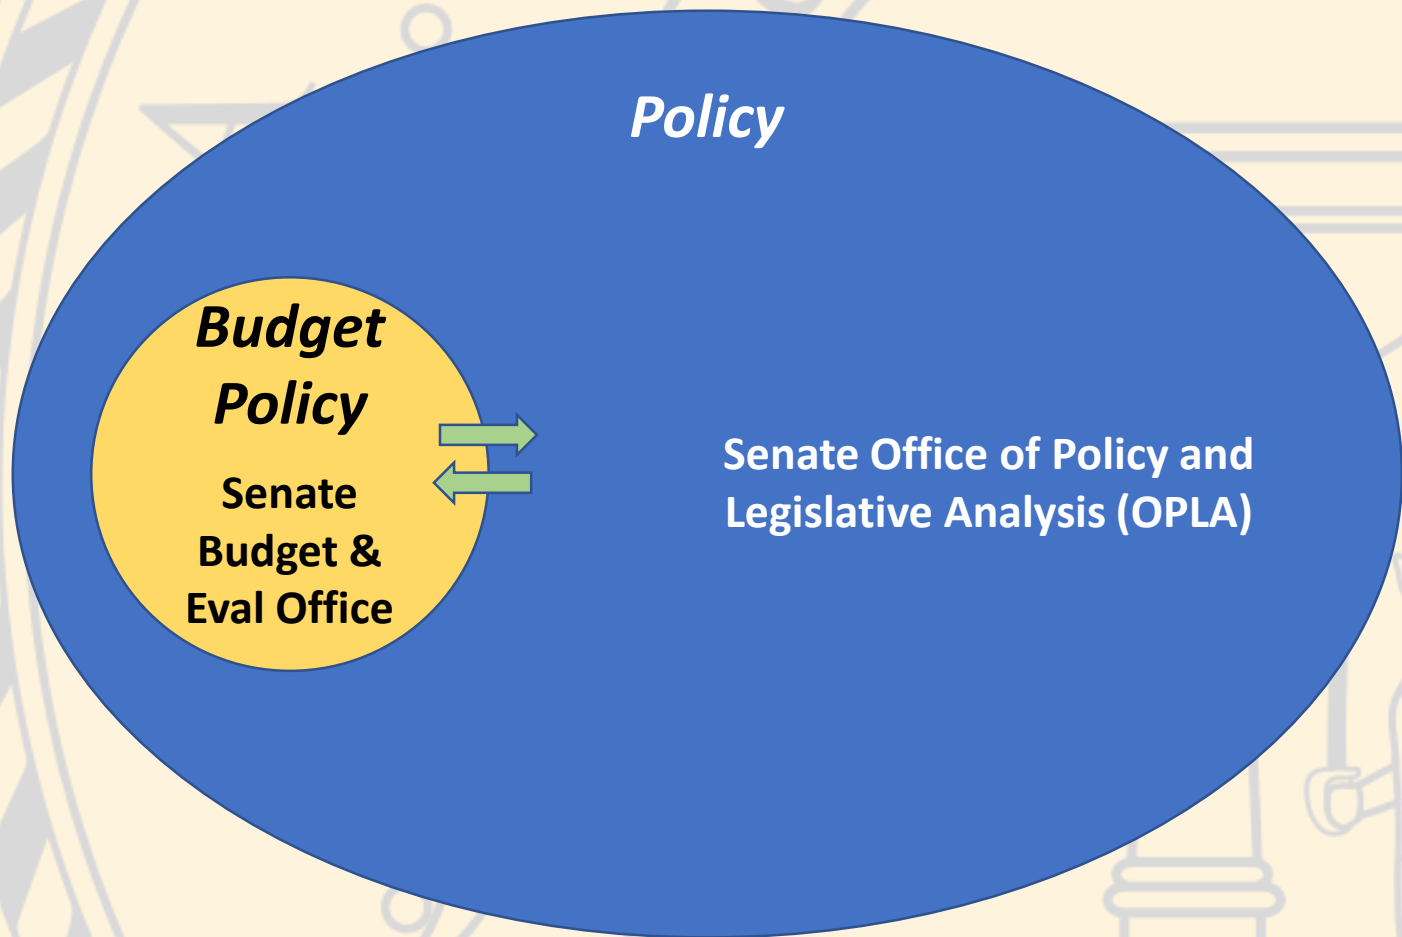 Policy
Budget
Policy
Senate
Budget &
Eval Office
Senate Office of Policy and
Legislative Analysis (OPLA)